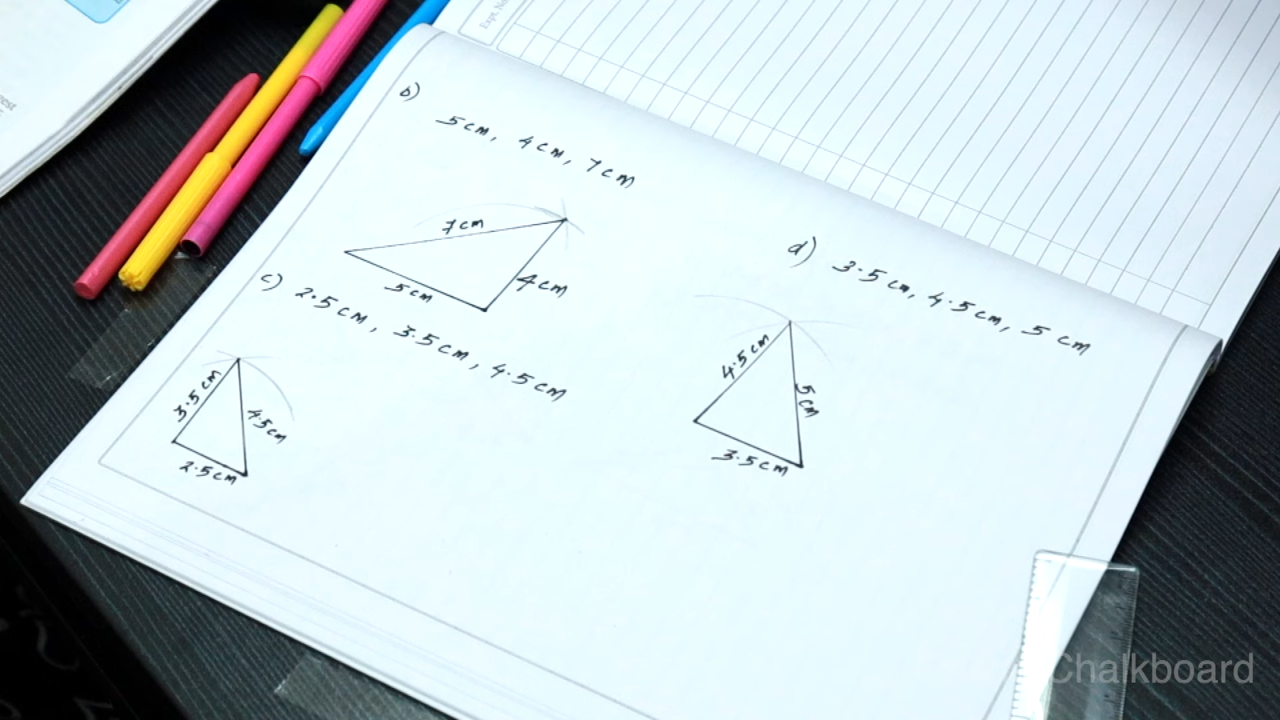 Expt. N
b)
5cm, 4cm, 7cm
7cm
4cm
5cm
c) 2.5cm, 3.5cm, 4.5cm
3.5cm
4.5cm
2.5cm
d) 3.5cm, 4.5cm, 5cm
4.5cm
5cm
3.5cm
Chalkboard